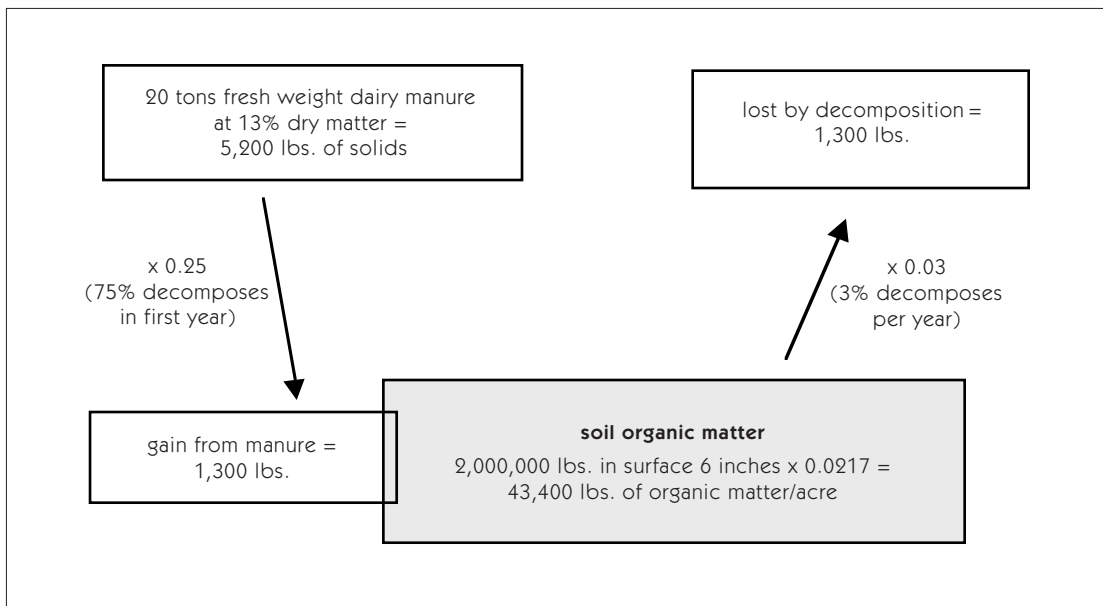 20 tons fresh weight dairy manure
at 13% dry matter =
5,200 lbs. of solids
lost by decomposition =
1,300 lbs.
x 0.25
(75% decomposes
in first year)
x 0.03
(3% decomposes
per year)
gain from manure =
1,300 lbs.
soil organic matter
2,000,000 lbs. in surface 6 inches x 0.0217 =
43,400 lbs. of organic matter/acre